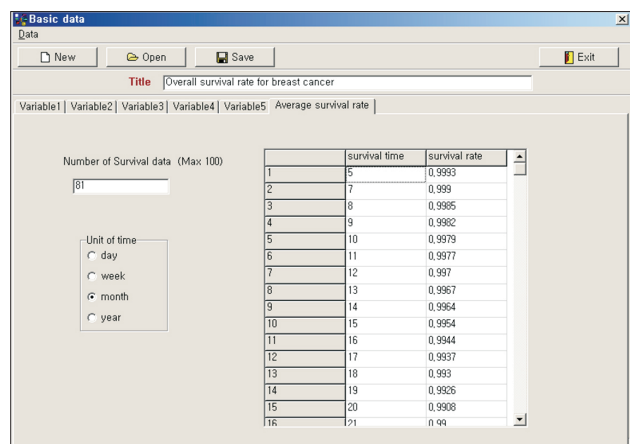 Basic data
Data
New Open Save Exit
Title Overall survival rate for breast cancer
Variable1 Variable2 Variable3 Variable4 Variable5 Average survival rate
Number of Survival data (Max 100)
81
Unit of time
day
week
month
year
survival time survival rate
1 5 0,9993
2 7 0,999
3 8 0,9985
4 9 0,9982
5 10 0,9979
6 11 0,9977
7 12 0,997
8 13 0,9967
9 14 0,9964
10 15 0,9954
11 16 0,9944
12 17 0,9937
13 18 0,993
14 19 0,9926
15 20 0,9908
16 21 0,99